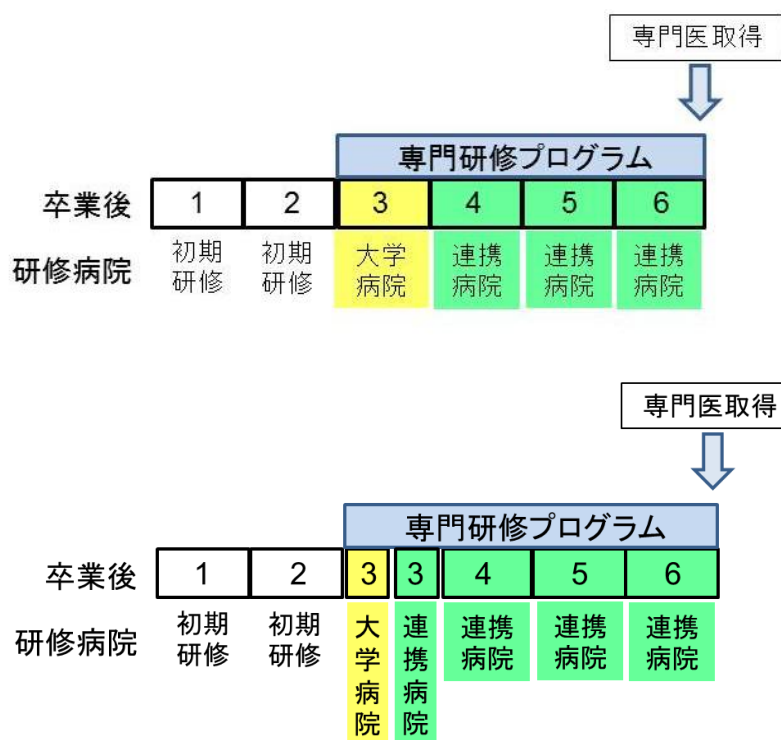 専門医取得
専門研修プログラム
卒業後 1 2 3 4 5 6
研修病院 初期研修 初期研修 大学病院 連携病院 連携病院 連携病院
専門医取得
専門研修プログラム
卒業後 1 2 3 3 4 5 6
研修病院 初期研修 初期研修 大学病院 連携病院 連携病院 連携病院 連携病院